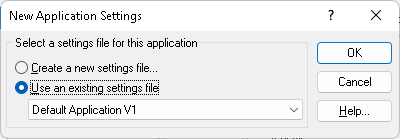 New Application Settings
Select a settings file for this application
Create a new settings file...
Use an existing settings file
Default Application V1
OK
Cancel
Help...